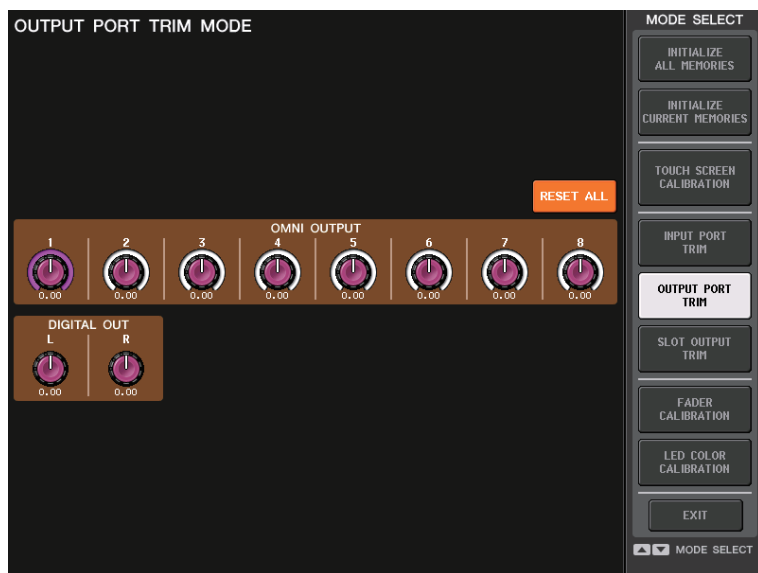 OUTPUT PORT TRIM MODE
RESET ALL
OMNI OUTPUT
1 2 3 4 5 6 7 8
0.00 0.00 0.00 0.00 0.00 0.00 0.00 0.00
DIGITAL OUT
L R
0.00 0.00
MODE SELECT
INITIALIZE
ALL MEMORIES
INITIALIZE
CURRENT MEMORIES
TOUCH SCREEN
CALIBRATION
INPUT PORT
TRIM
OUTPUT PORT
TRIM
SLOT OUTPUT
TRIM
FADER
CALIBRATION
LED COLOR
CALIBRATION
EXIT
MODE SELECT